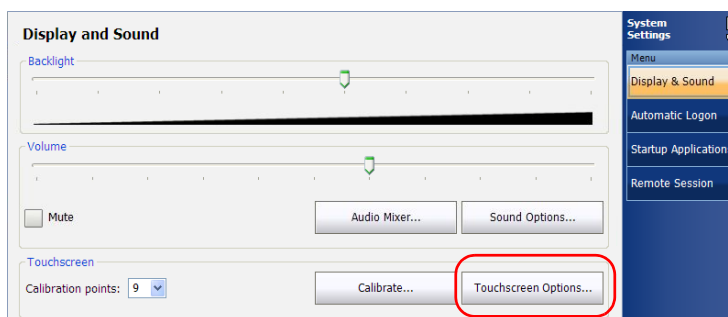 Display and Sound
Backlight
Volume
Mute
Audio Mixer...
Sound Options...
Touchscreen
Calibration points: 9
Calibrate...
Touchscreen Options...
System
Settings
Menu
Display & Sound
Automatic Logon
Startup Application
Remote Session